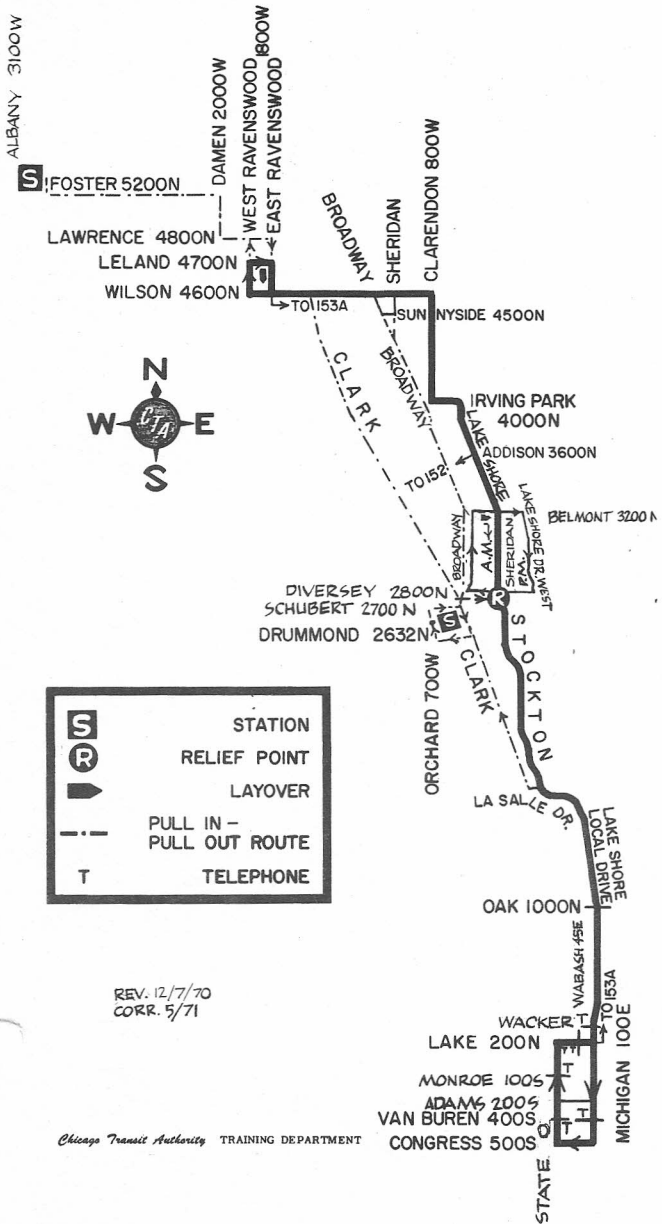 ALBANY 3100W
S
FOSTER 5200N
DAMEN 2000W
WEST RAVENSWOOD
1800W
EAST RAVENSWOOD
LAWRENCE 4800N
LELAND 4700N
WILSON 4600N
TO 153A
BROADWAY
SHERIDAN
CLARENDON 800W
SUNNYSIDE 4500N
N
W CTA E
S
CLARK
BROADWAY
IRVING PARK
4000N
LAKE SHORE
ADDISON 3600N
TO 152
BELMONT 3200N
BROADWAY
A.M.
SHERIDAN
P.M.
LAKE SHORE DR. WEST
DIVERSEY 2800N
R
SCHUBERT 2700 N
S
DRUMMOND 2632N
ORCHARD 700W
CLARK
STOCKTON
LA SALLE DR.
LAKE SHORE
LOCAL DRIVE
S STATION
R RELIEF POINT
LAYOVER
PULL IN –
PULL OUT ROUTE
T TELEPHONE
OAK 1000N
WABASH 45E
TO 153A
REV. 12/7/70
CORR. 5/71
WACKER T
LAKE 200N
T T
MICHIGAN 100E
T
MONROE 100S
ADAMS 200S
T
VAN BUREN 400S
T
CONGRESS 500S
STATE O
Chicago Transit Authority TRAINING DEPARTMENT